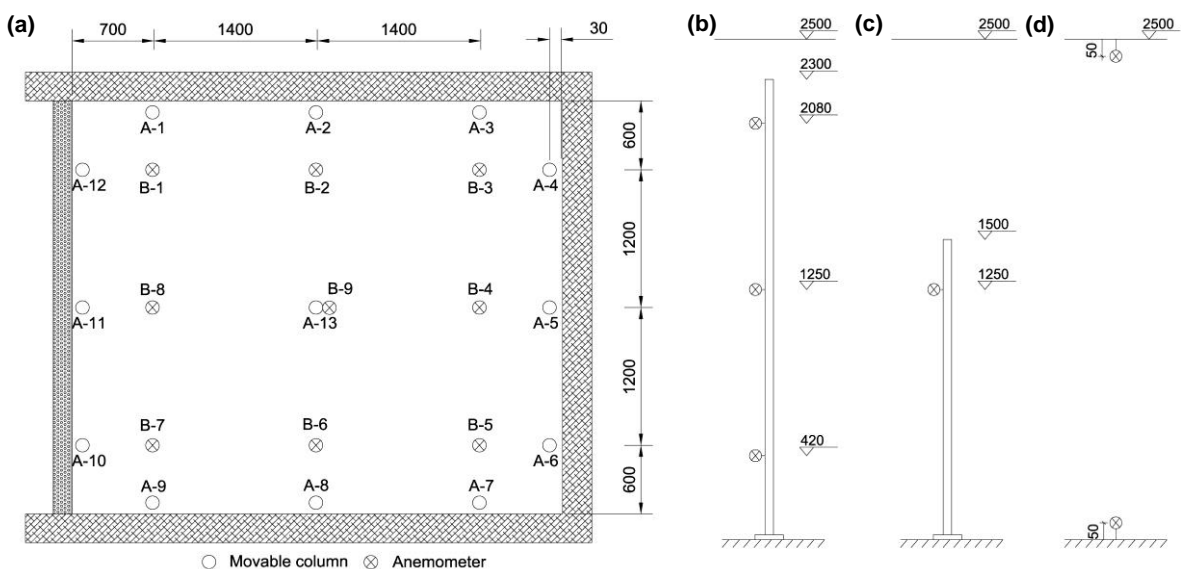 (a)
700
1400
1400
30
A-1
A-2
A-3
600
A-12
B-1
B-2
B-3
A-4
1200
B-8
B-9
B-4
A-11
A-13
A-5
1200
B-7
B-6
B-5
A-10
A-6
A-9
A-8
A-7
600
Movable column
Anemometer
(b)
2500
2300
2080
1250
420
(c)
2500
1500
1250
(d)
2500
50
50